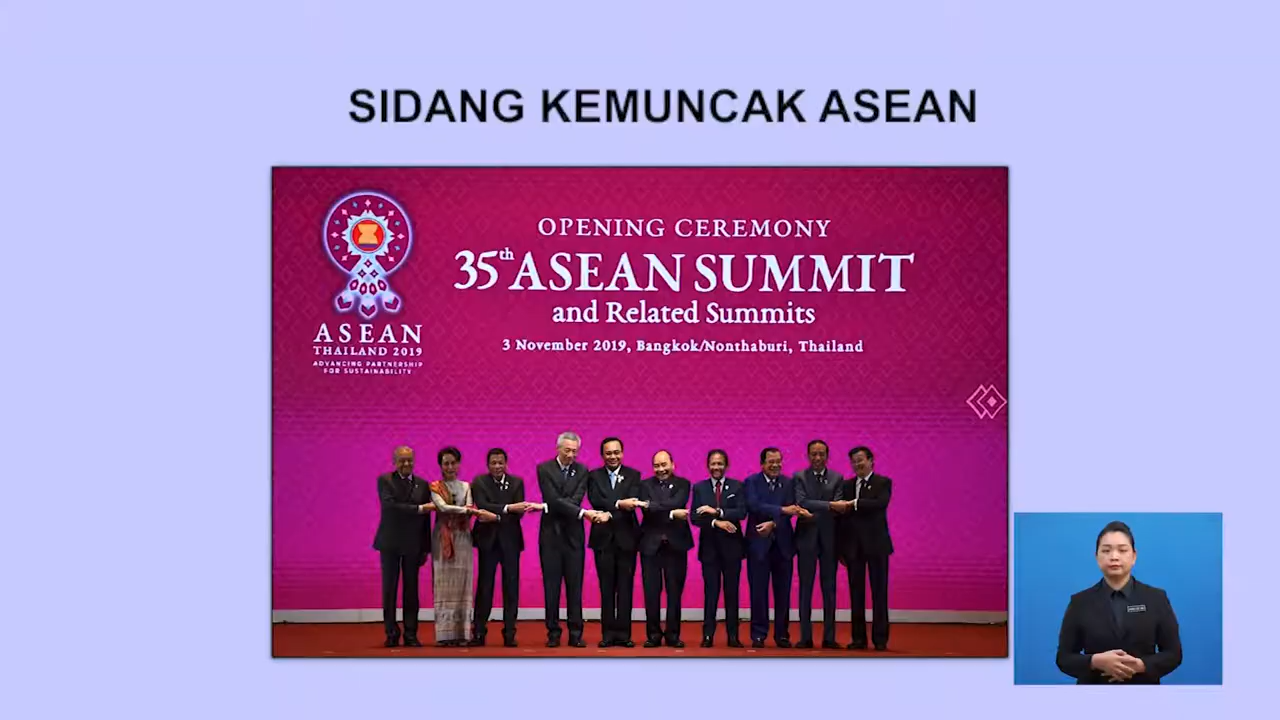 SIDANG KEMUNCAK ASEAN
OPENING CEREMONY
35th ASEAN SUMMIT
and Related Summits
3 November 2019, Bangkok/Nonthaburi, Thailand
ASEAN
THAILAND 2019
ADVANCING PARTNERSHIP
FOR SUSTAINABILITY